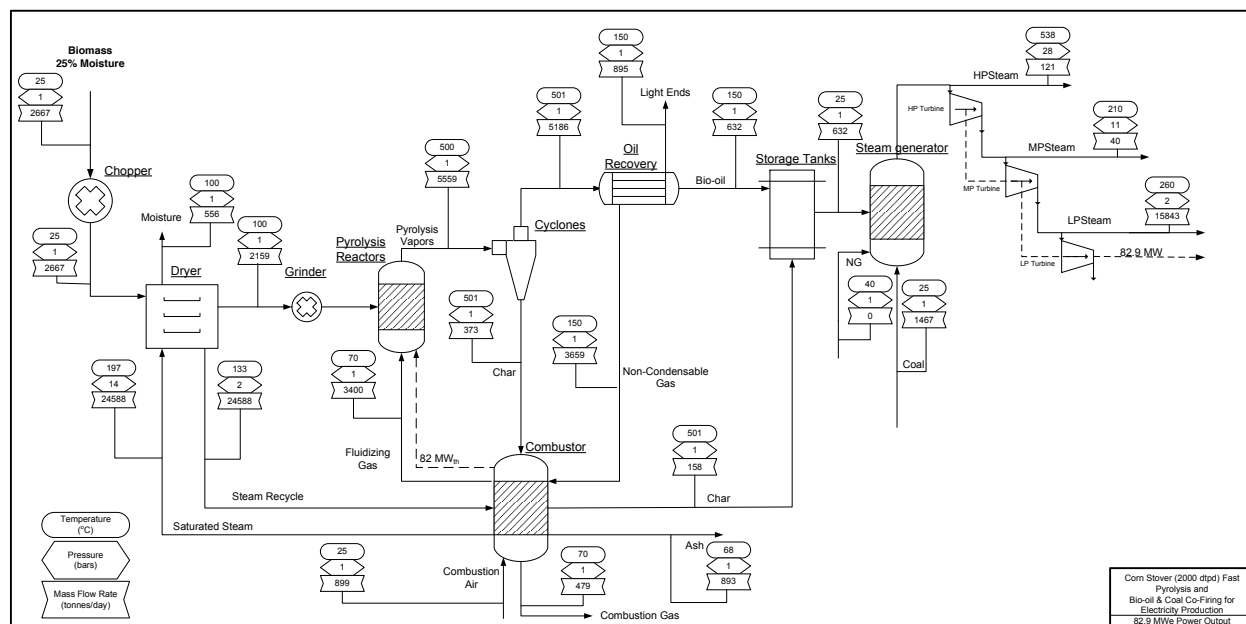 Biomass
25% Moisture
25
1
2667
Chopper
25
1
2667
Moisture
100
1
556
Dryer
100
1
2159
Grinder
197
14
24588
133
2
24588
Pyrolysis
Reactors
Pyrolysis
Vapors
500
1
5559
Cyclones
501
1
5186
501
1
373
Char
70
1
3400
Fluidizing
Gas
82 MWth
Combustor
150
1
895
Light Ends
Oil
Recovery
150
1
632
Bio-oil
150
1
3659
Non-Condensable
Gas
Storage Tanks
25
1
632
Steam generator
NG
40
1
0
25
1
1467
Coal
538
28
121
HPSteam
HP Turbine
210
11
40
MPSteam
MP Turbine
260
2
15843
LPSteam
LP Turbine
82.9 MW
501
1
158
Char
Steam Recycle
Saturated Steam
Ash
68
1
893
25
1
899
Combustion
Air
70
1
479
Combustion Gas
Temperature
(°C)
Pressure
(bars)
Mass Flow Rate
(tonnes/day)
Corn Stover (2000 dtpd) Fast
Pyrolysis and
Bio-oil & Coal Co-Firing for
Electricity Production
82.9 MWe Power Output